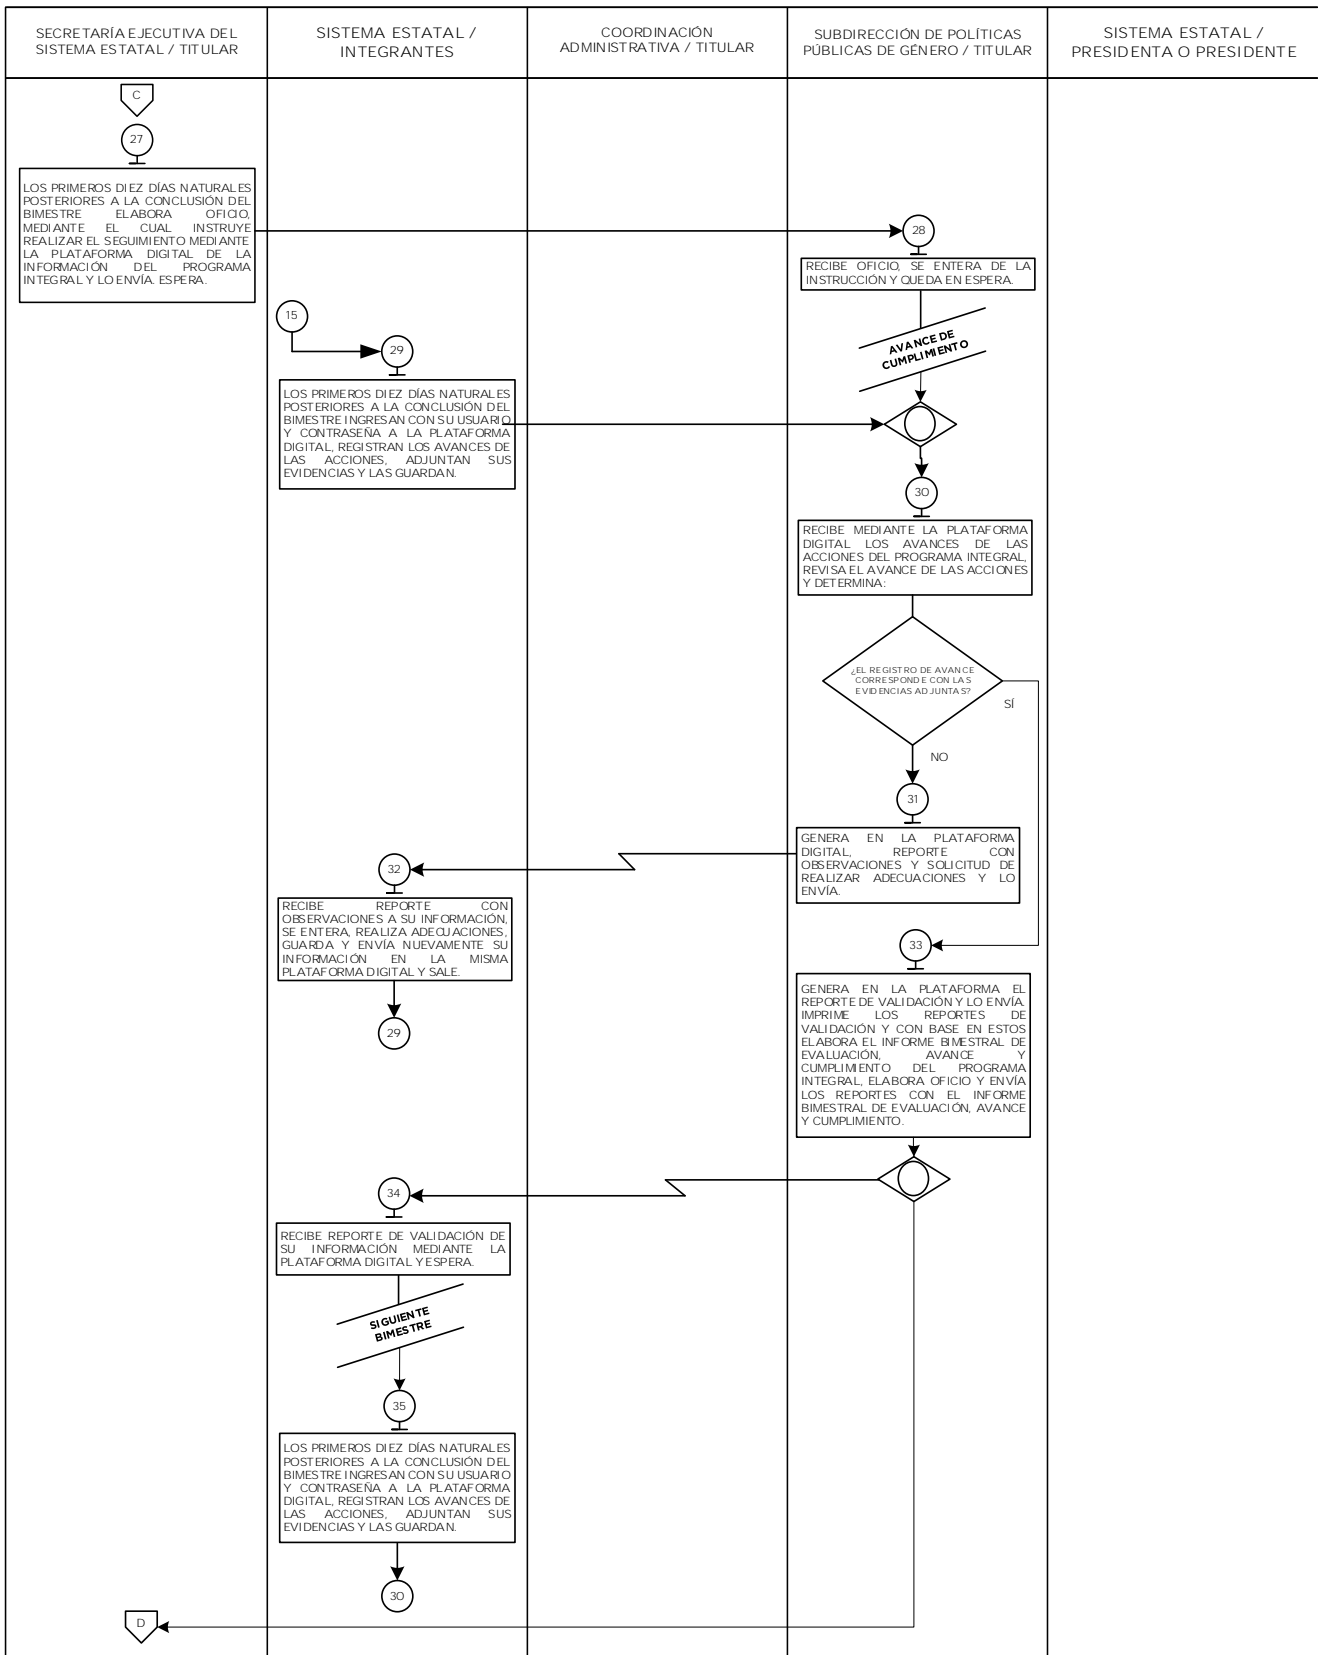 SECRETARÍA EJECUTIVA DEL
SISTEMA ESTATAL / TITULAR
SISTEMA ESTATAL /
INTEGRANTES
COORDINACIÓN
ADMINISTRATIVA / TITULAR
SUBDIRECCIÓN DE POLÍTICAS
PÚBLICAS DE GÉNERO / TITULAR
SISTEMA ESTATAL /
PRESIDENTA O PRESIDENTE
C
27
LOS PRIMEROS DIEZ DÍAS NATURALES
POSTERIORES A LA CONCLUSIÓN DEL
BIMESTRE ELABORA OFICIO,
MEDIANTE EL CUAL INSTRUYE
REALIZAR EL SEGUIMIENTO MEDIANTE
LA PLATAFORMA DIGITAL DE LA
INFORMACIÓN DEL PROGRAMA
INTEGRAL Y LO ENVÍA. ESPERA.
28
RECIBE OFICIO, SE ENTERA DE LA
INSTRUCCIÓN Y QUEDA EN ESPERA.
AVANCE DE
CUMPLIMIENTO
15
29
LOS PRIMEROS DIEZ DÍAS NATURALES
POSTERIORES A LA CONCLUSIÓN DEL
BIMESTRE INGRESAN CON SU USUARIO
Y CONTRASEÑA A LA PLATAFORMA
DIGITAL, REGISTRAN LOS AVANCES DE
LAS ACCIONES, ADJUNTAN SUS
EVIDENCIAS Y LAS GUARDAN.
30
RECIBE MEDIANTE LA PLATAFORMA
DIGITAL LOS AVANCES DE LAS
ACCIONES DEL PROGRAMA INTEGRAL,
REVISA EL AVANCE DE LAS ACCIONES
Y DETERMINA:
¿EL REGISTRO DE AVANCE
CORRESPONDE CON LAS
EVIDENCIAS ADJUNTAS?
SÍ
NO
31
GENERA EN LA PLATAFORMA
DIGITAL, REPORTE CON
OBSERVACIONES Y SOLICITUD DE
REALIZAR ADECUACIONES Y LO
ENVÍA.
32
RECIBE REPORTE CON
OBSERVACIONES A SU INFORMACIÓN,
SE ENTERA, REALIZA ADECUACIONES,
GUARDA Y ENVÍA NUEVAMENTE SU
INFORMACIÓN EN LA MISMA
PLATAFORMA DIGITAL Y SALE.
29
33
GENERA EN LA PLATAFORMA EL
REPORTE DE VALIDACIÓN Y LO ENVÍA.
IMPRIME LOS REPORTES DE
VALIDACIÓN Y CON BASE EN ESTOS
ELABORA EL INFORME BIMESTRAL DE
EVALUACIÓN, AVANCE Y
CUMPLIMIENTO DEL PROGRAMA
INTEGRAL, ELABORA OFICIO Y ENVÍA
LOS REPORTES CON EL INFORME
BIMESTRAL DE EVALUACIÓN, AVANCE
Y CUMPLIMIENTO.
34
RECIBE REPORTE DE VALIDACIÓN DE
SU INFORMACIÓN MEDIANTE LA
PLATAFORMA DIGITAL Y ESPERA.
SIGUIENTE
BIMESTRE
35
LOS PRIMEROS DIEZ DÍAS NATURALES
POSTERIORES A LA CONCLUSIÓN DEL
BIMESTRE INGRESAN CON SU USUARIO
Y CONTRASEÑA A LA PLATAFORMA
DIGITAL, REGISTRAN LOS AVANCES DE
LAS ACCIONES, ADJUNTAN SUS
EVIDENCIAS Y LAS GUARDAN.
30
D